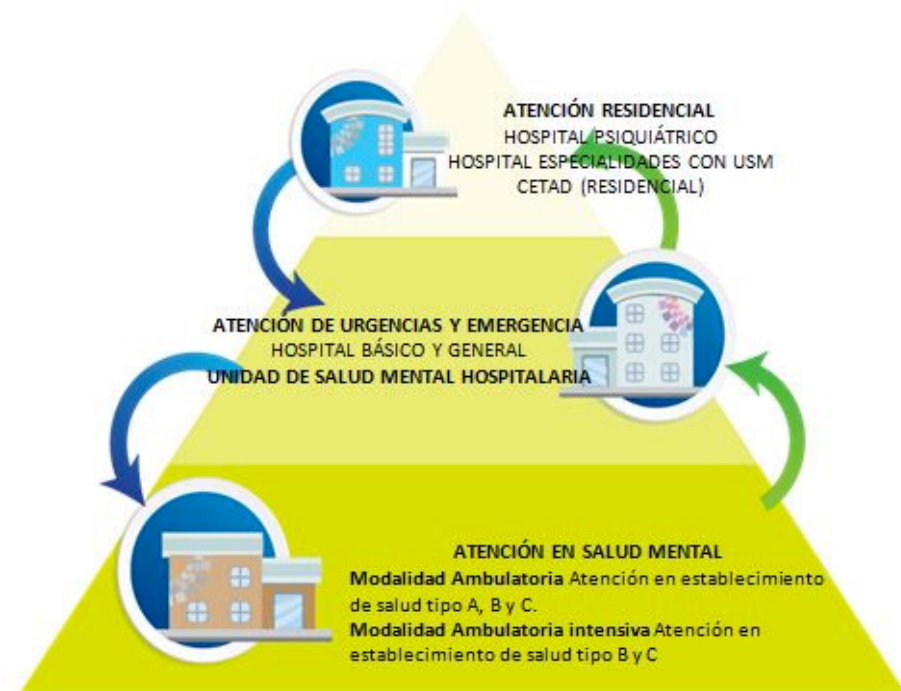 ATENCIÓN RESIDENCIAL
HOSPITAL PSIQUIÁTRICO
HOSPITAL ESPECIALIDADES CON USM
CETAD (RESIDENCIAL)
ATENCIÓN DE URGENCIAS Y EMERGENCIA
HOSPITAL BÁSICO Y GENERAL
UNIDAD DE SALUD MENTAL HOSPITALARIA
ATENCIÓN EN SALUD MENTAL
Modalidad Ambulatoria Atención en establecimiento
de salud tipo A, B y C.
Modalidad Ambulatoria intensiva Atención en
establecimiento de salud tipo B y C